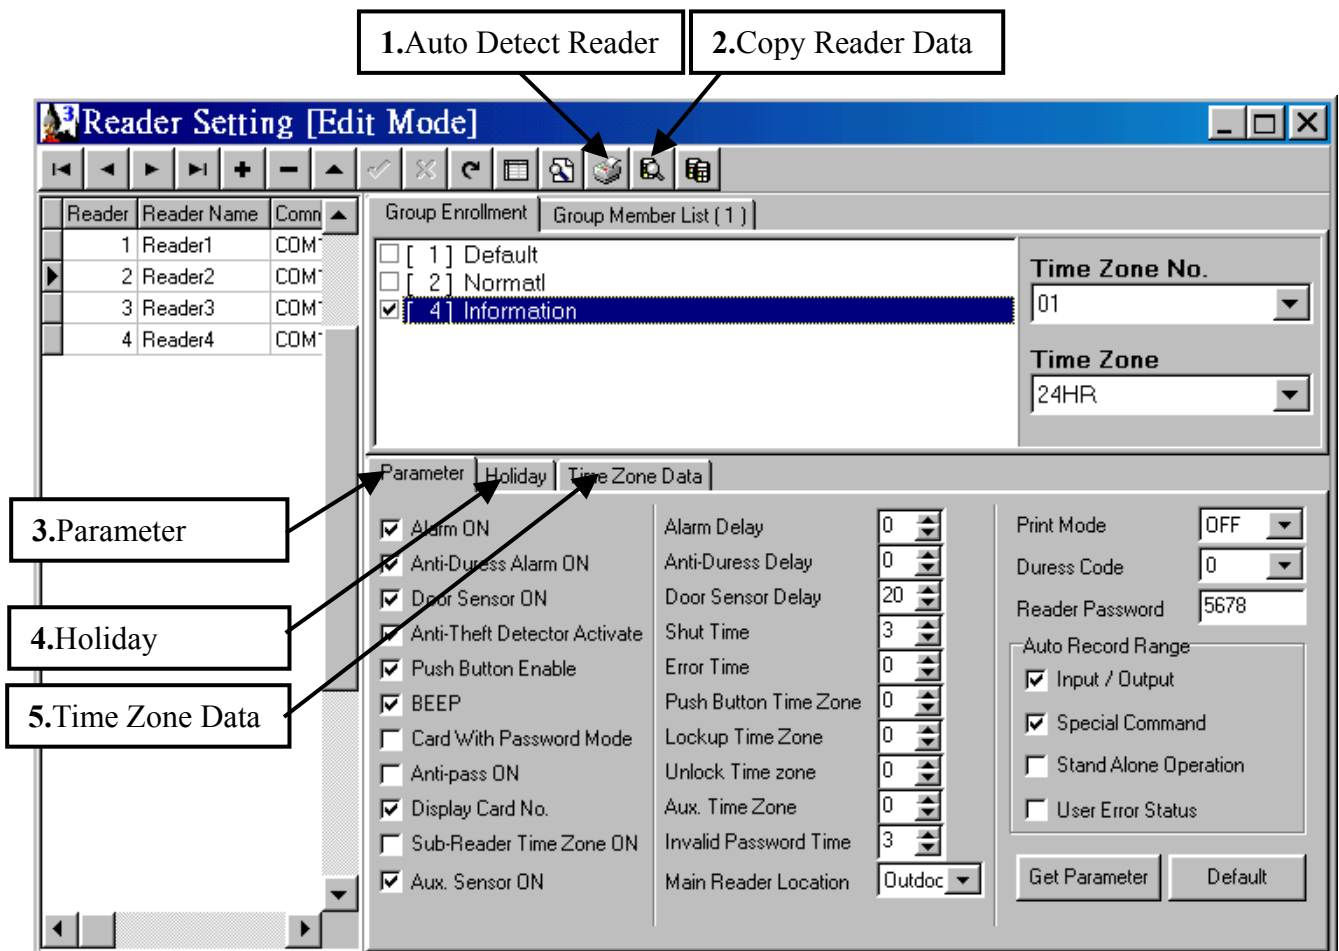 1.Auto Detect Reader
2.Copy Reader Data
3 Reader Setting [Edit Mode]
Reader Reader Name Comn
1 Reader1 COM1
2 Reader2 COM1
3 Reader3 COM1
4 Reader4 COM1
Group Enrollment Group Member List ( 1 )
[ 1 ] Default
[ 2 ] Normatl
[ 4 ] Information
Time Zone No.
01
Time Zone
24HR
3.Parameter
4.Holiday
5.Time Zone Data
Parameter Holiday Time Zone Data
Alarm ON
Anti-Duress Alarm ON
Door Sensor ON
Anti-Theft Detector Activate
Push Button Enable
BEEP
Card With Password Mode
Anti-pass ON
Display Card No.
Sub-Reader Time Zone ON
Aux. Sensor ON
Alarm Delay 0
Anti-Duress Delay 0
Door Sensor Delay 20
Shut Time 3
Error Time 0
Push Button Time Zone 0
Lockup Time Zone 0
Unlock Time zone 0
Aux. Time Zone 0
Invalid Password Time 3
Main Reader Location Outdoc
Print Mode OFF
Duress Code 0
Reader Password 5678
Auto Record Range
Input / Output
Special Command
Stand Alone Operation
User Error Status
Get Parameter Default